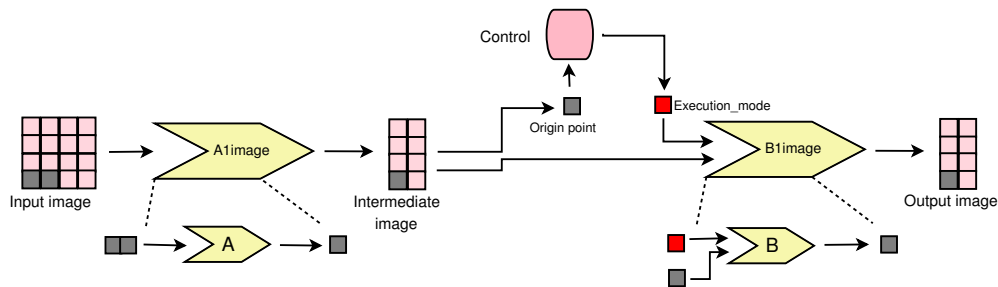 Control
Execution_mode
Origin point
A1image
B1image
Input image
Intermediate
image
Output image
A
B